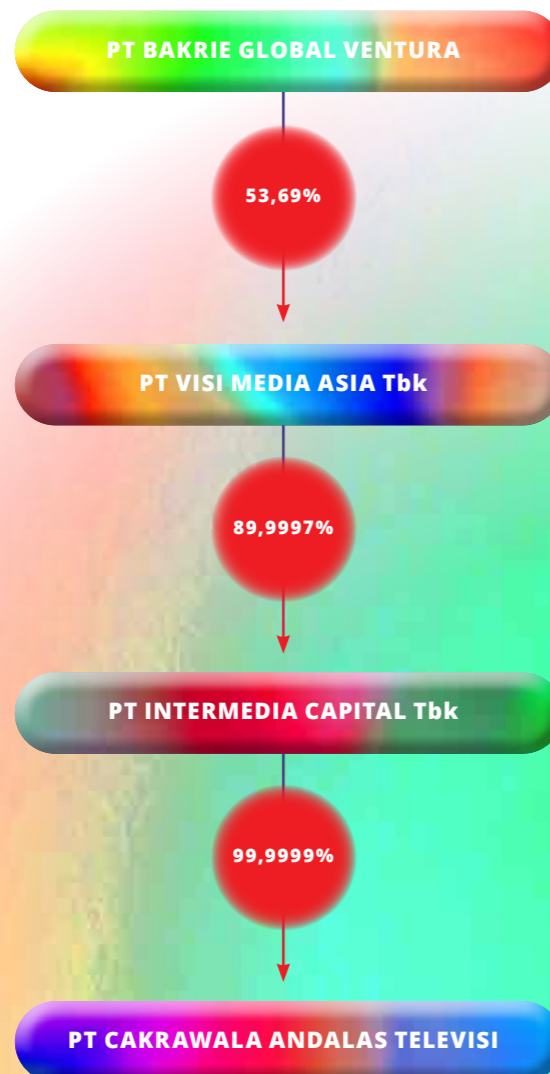 PT BAKRIE GLOBAL VENTURA
53,69%
PT VISI MEDIA ASIA Tbk
89,9997%
PT INTERMEDIA CAPITAL Tbk
99,9999%
PT CAKRAWALA ANDALAS TELEVISI